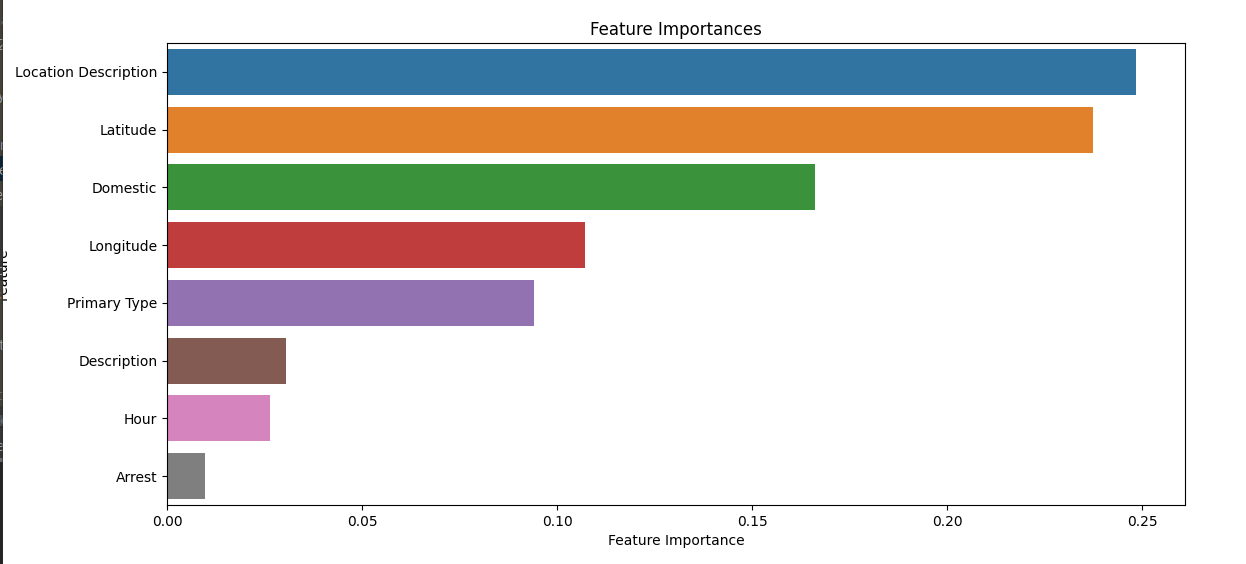 Feature Importances
Location Description
Latitude
Domestic
Longitude
Primary Type
Description
Hour
Arrest
0.00 0.05 0.10 0.15 0.20 0.25
Feature Importance